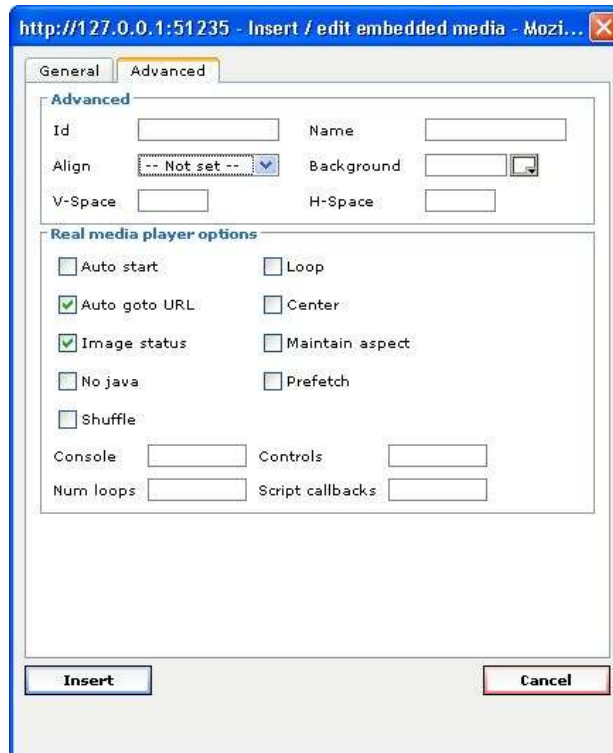 http://127.0.0.1:51235 - Insert / edit embedded media - Mozi...
General Advanced
Advanced
Id Name
Align -- Not set -- Background
V-Space H-Space
Real media player options
Auto start Loop
Auto goto URL Center
Image status Maintain aspect
No java Prefetch
Shuffle
Console Controls
Num loops Script callbacks
Insert Cancel